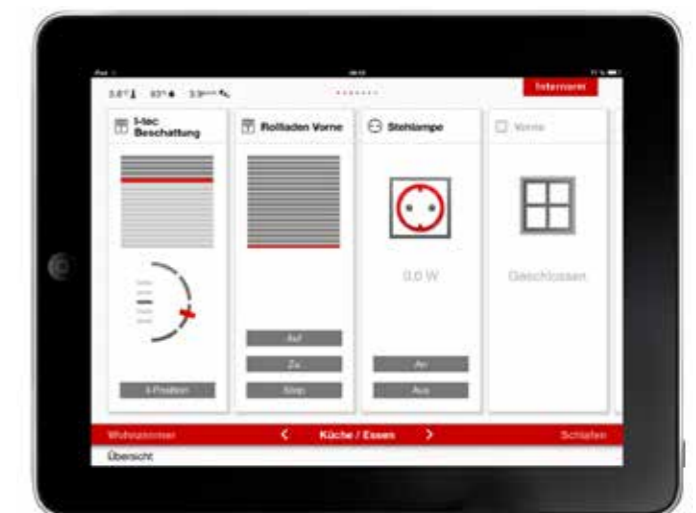 iPad
Internorm
I-tec
Beschattung
Rollladen Vorne
Stehlampe
Vorne
0.0 W
Geschlossen
Auf
Zu
Stop
An
Aus
Wohnzimmer
Küche / Essen
Schlafen
Übersicht